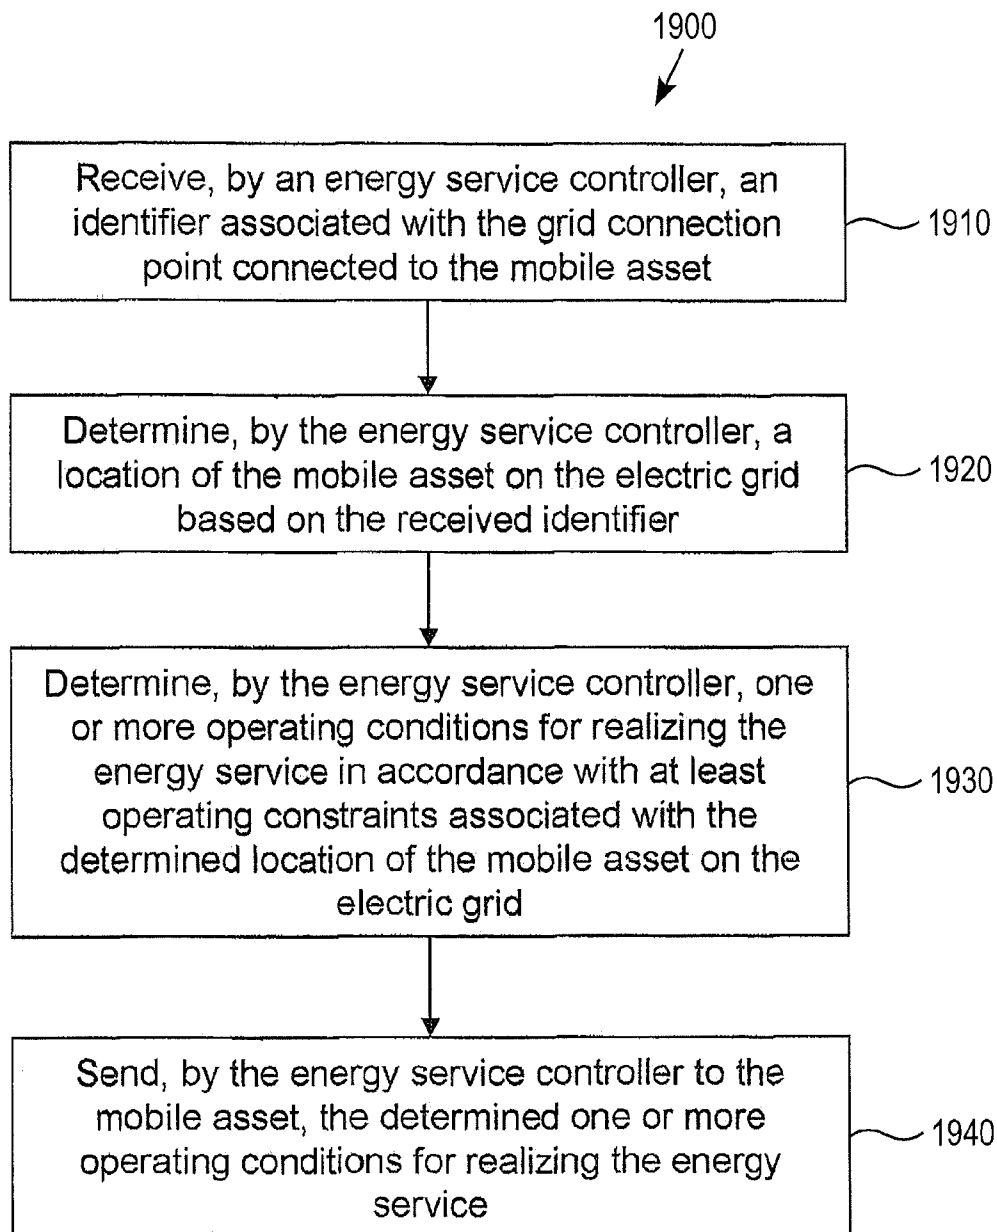 1900
Receive, by an energy service controller, an
identifier associated with the grid connection
point connected to the mobile asset
1910
Determine, by the energy service controller, a
location of the mobile asset on the electric grid
based on the received identifier
1920
Determine, by the energy service controller, one
or more operating conditions for realizing the
energy service in accordance with at least
operating constraints associated with the
determined location of the mobile asset on the
electric grid
1930
Send, by the energy service controller to the
mobile asset, the determined one or more
operating conditions for realizing the energy
service
1940